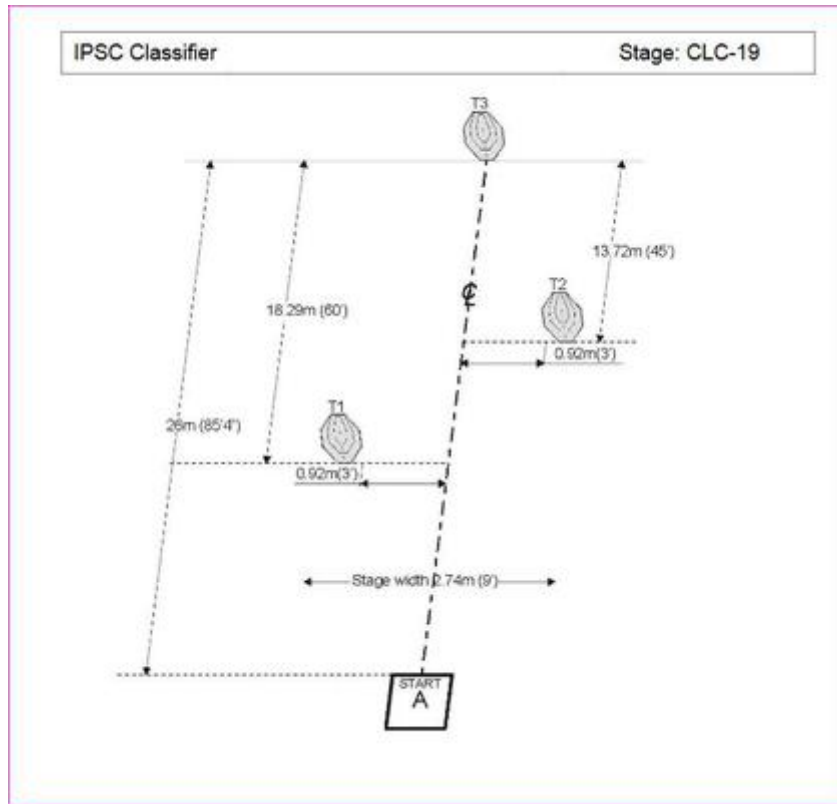 IPSC Classifier
Stage: CLC-19
T3
13.72m (45')
℄
T2
18.29m (60')
0.92m(3')
T1
26m (85'4")
0.92m(3')
Stage width 2.74m (9')
START
A